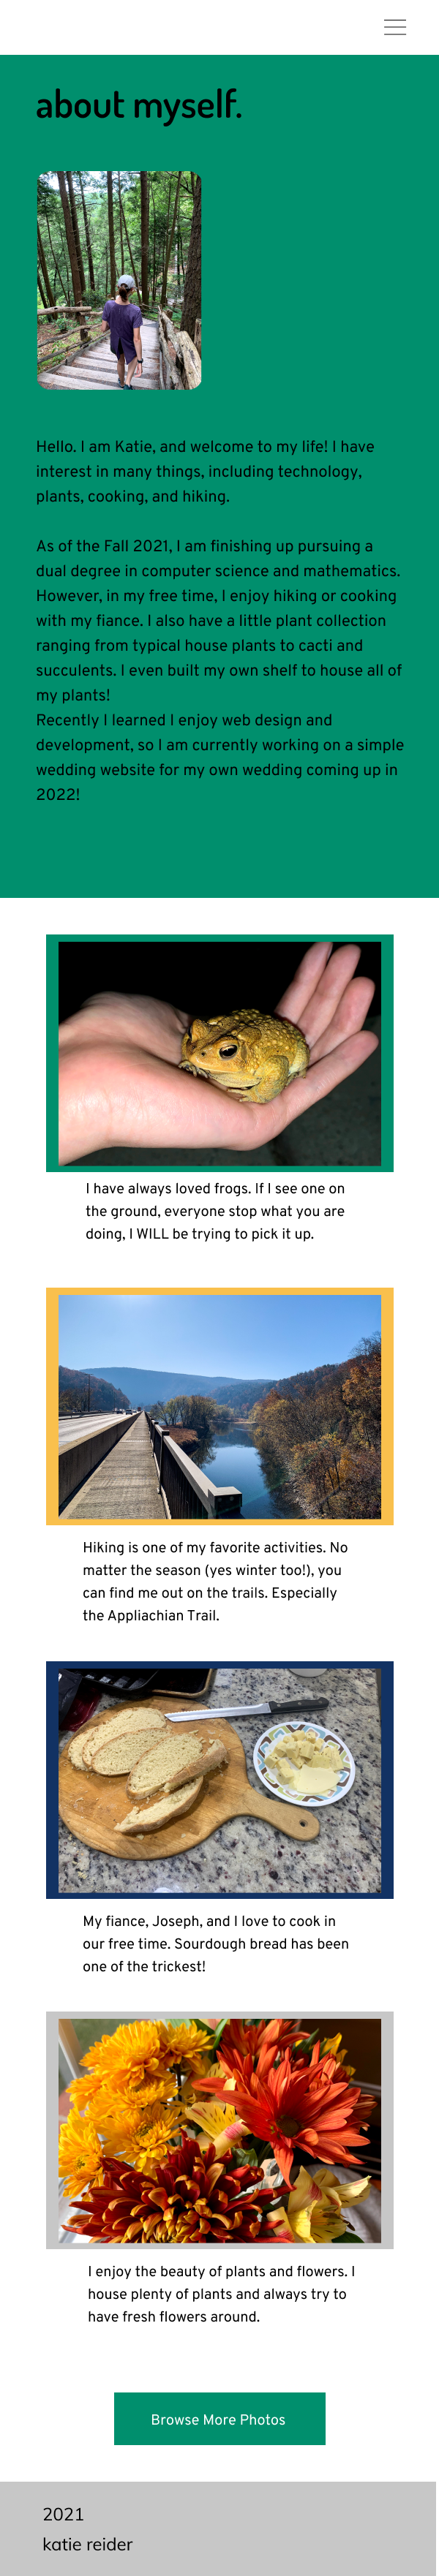 about myself.
Hello. I am Katie, and welcome to my life! I have
interest in many things, including technology,
plants, cooking, and hiking.
As of the Fall 2021, I am finishing up pursuing a
dual degree in computer science and mathematics.
However, in my free time, I enjoy hiking or cooking
with my fiance. I also have a little plant collection
ranging from typical house plants to cacti and
succulents. I even built my own shelf to house all of
my plants!
Recently I learned I enjoy web design and
development, so I am currently working on a simple
wedding website for my own wedding coming up in
2022!
I have always loved frogs. If I see one on
the ground, everyone stop what you are
doing, I WILL be trying to pick it up.
Hiking is one of my favorite activities. No
matter the season (yes winter too!), you
can find me out on the trails. Especially
the Appliachian Trail.
My fiance, Joseph, and I love to cook in
our free time. Sourdough bread has been
one of the trickest!
I enjoy the beauty of plants and flowers. I
house plenty of plants and always try to
have fresh flowers around.
Browse More Photos
2021
katie reider